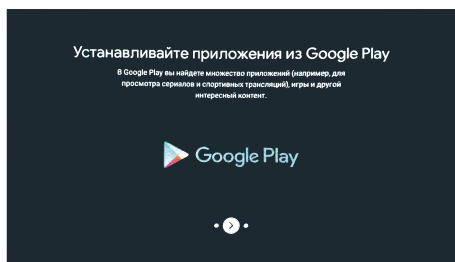 Устанавливайте приложения из Google Play
В Google Play вы найдете множество приложений (например, для
просмотра сериалов и спортивных трансляций), игры и другой
интересный контент.
Google Play